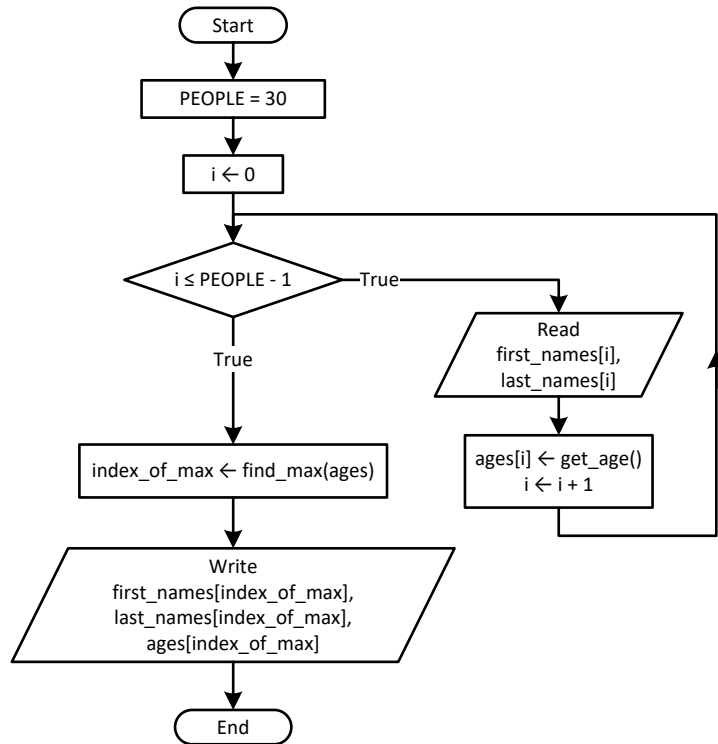 Start
PEOPLE = 30
i ← 0
i ≤ PEOPLE - 1
True
Read
first_names[i],
last_names[i]
True
ages[i] ← get_age()
i ← i + 1
index_of_max ← find_max(ages)
Write
first_names[index_of_max],
last_names[index_of_max],
ages[index_of_max]
End